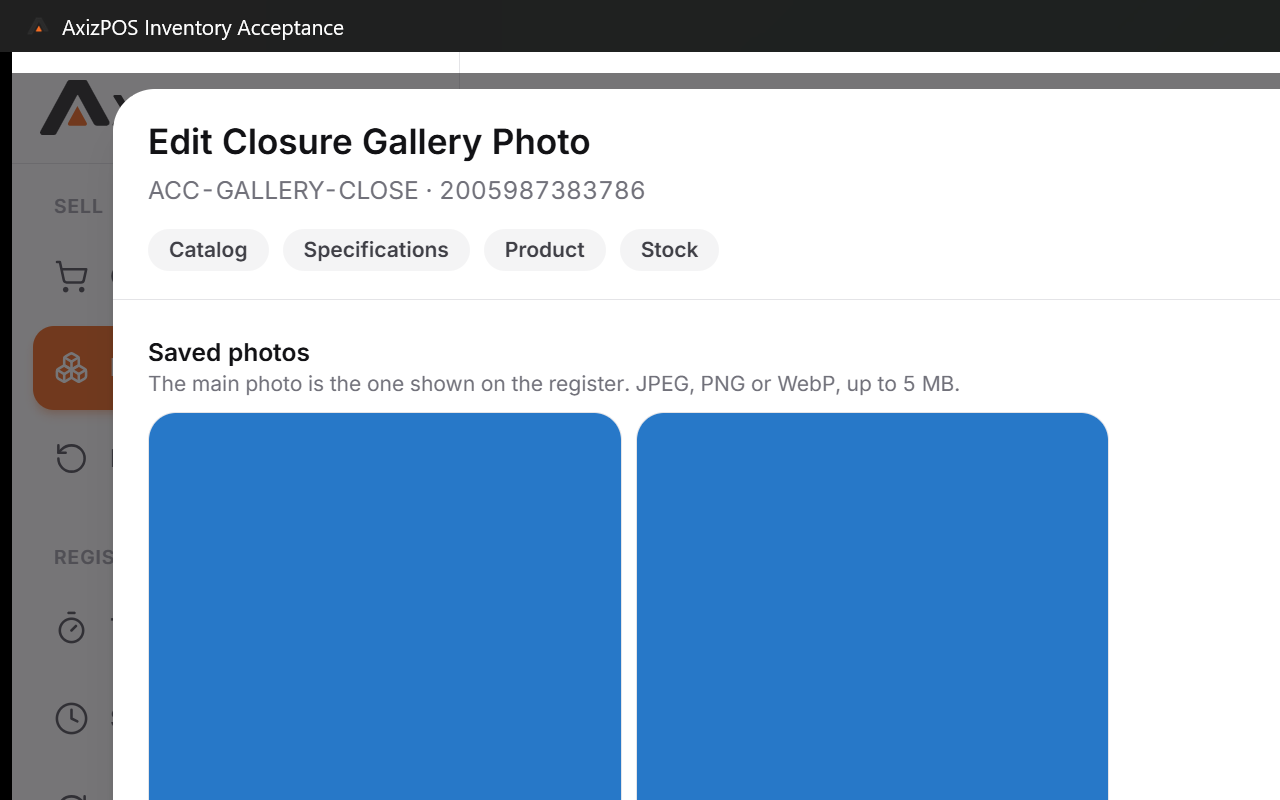 AxizPOS Inventory Acceptance
Edit Closure Gallery Photo
ACC-GALLERY-CLOSE · 2005987383786
SELL
Catalog Specifications Product Stock
Saved photos
The main photo is the one shown on the register. JPEG, PNG or WebP, up to 5 MB.